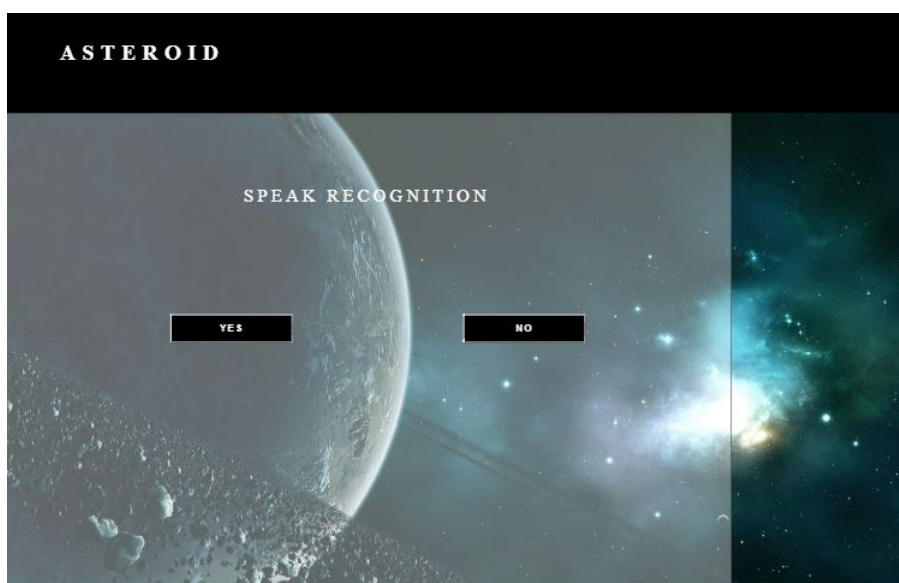 ASTEROID
SPEAK RECOGNITION
YES
NO